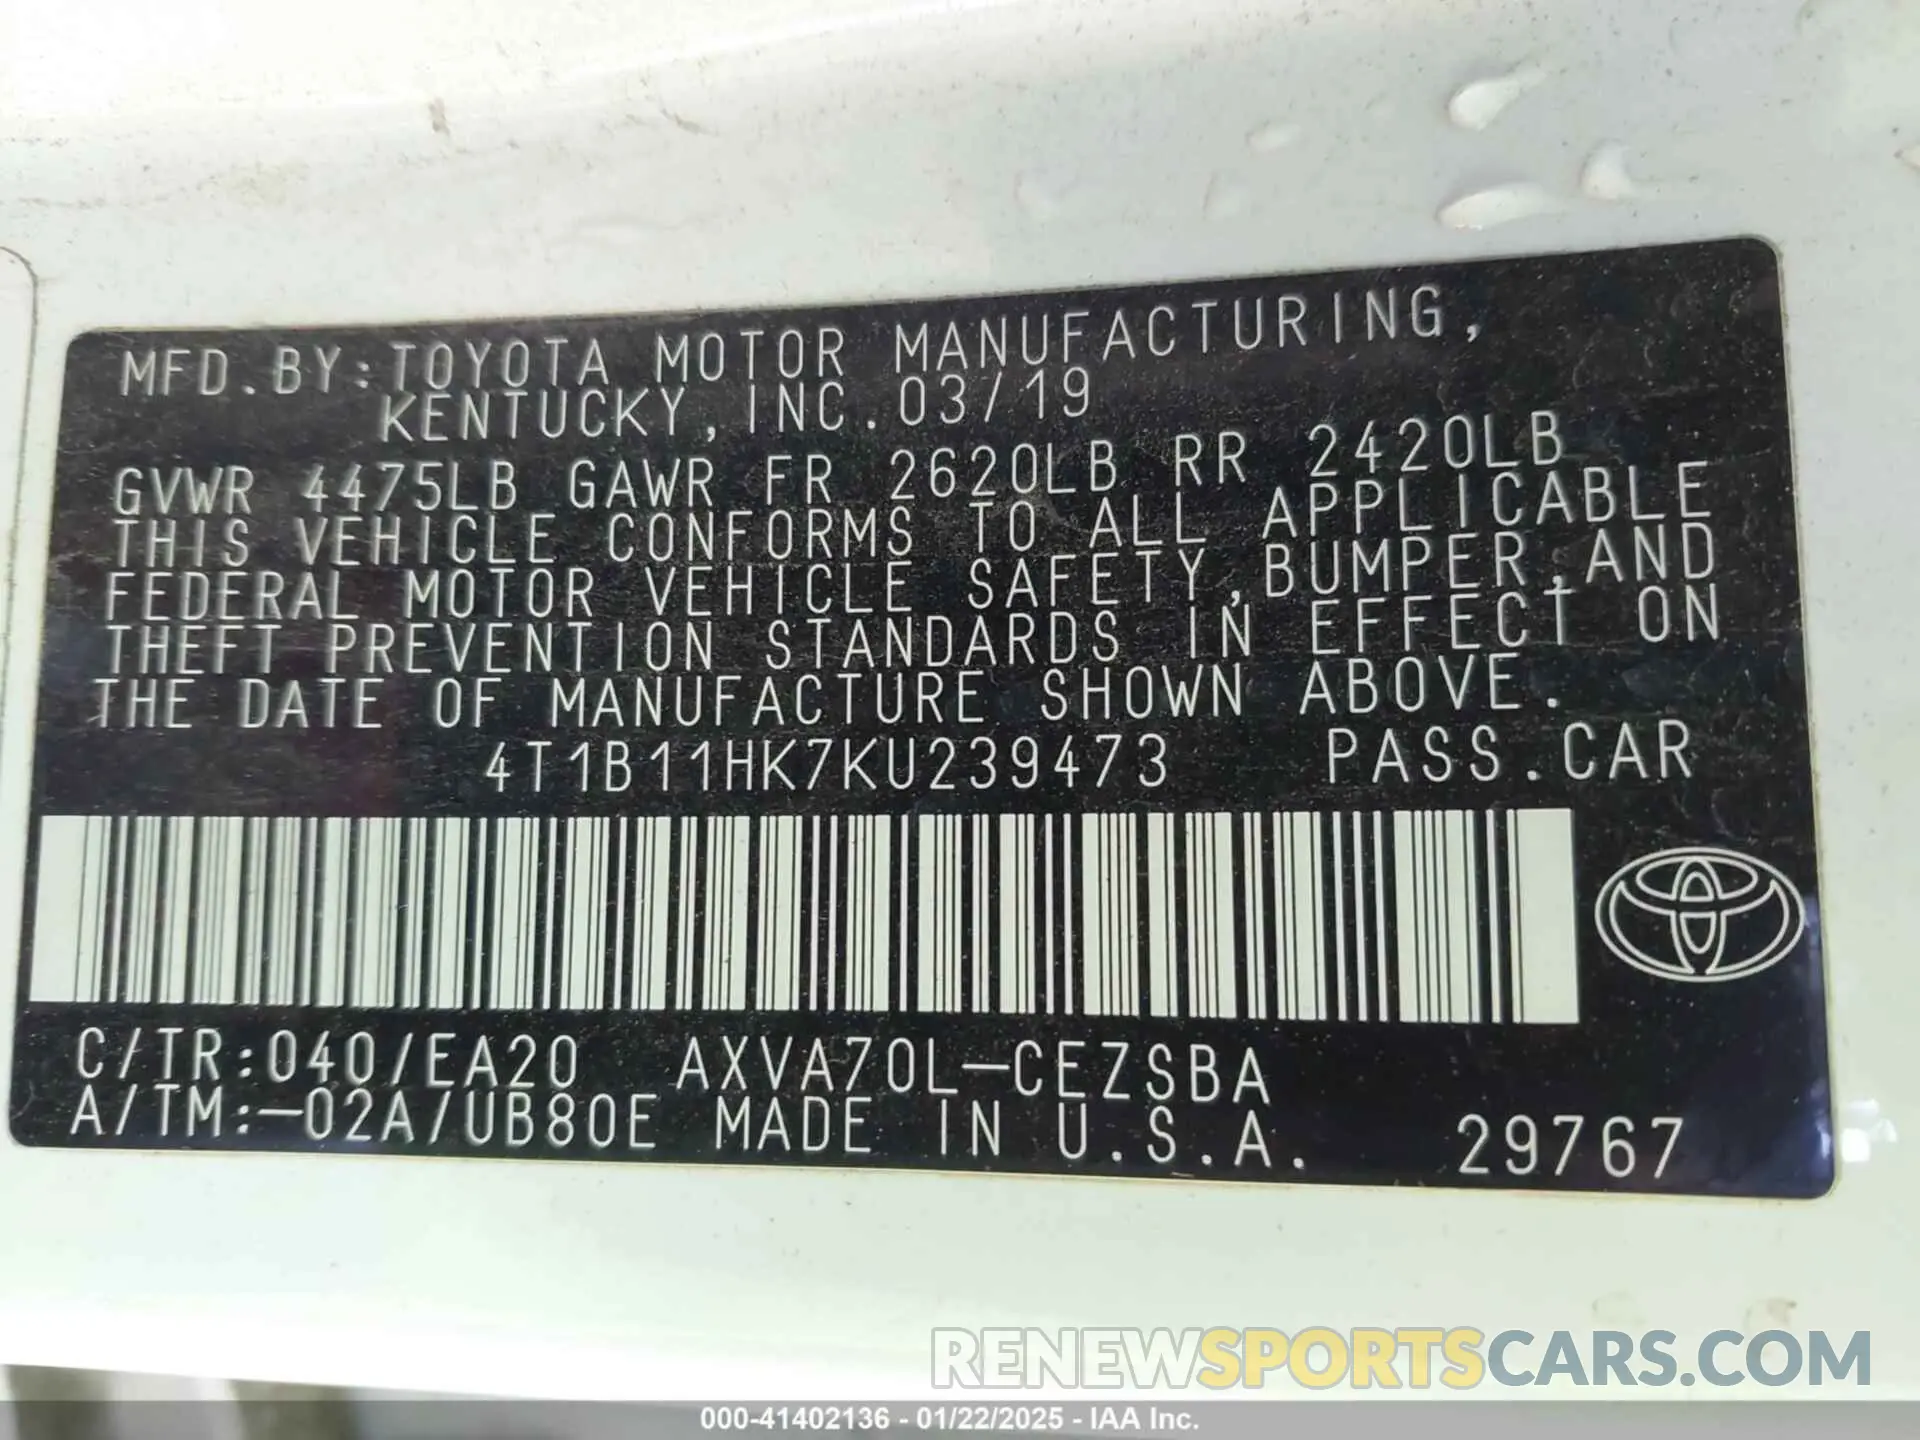 MFD.BY:TOYOTA MOTOR MANUFACTURING,
KENTUCKY,INC.03/19
GVWR 4475LB GAWR FR 2620LB RR 2420LB
THIS VEHICLE CONFORMS TO ALL APPLICABLE
FEDERAL MOTOR VEHICLE SAFETY,BUMPER,AND
THEFT PREVENTION STANDARDS IN EFFECT ON
THE DATE OF MANUFACTURE SHOWN ABOVE.
4T1B11HK7KU239473 PASS.CAR
C/TR:040/EA20 AXVA70L-CEZSBA
A/TM:-02A/UB80E MADE IN U.S.A. 29767
RENEWSPORTSCARS.COM
000-41402136 - 01/22/2025 - IAA Inc.